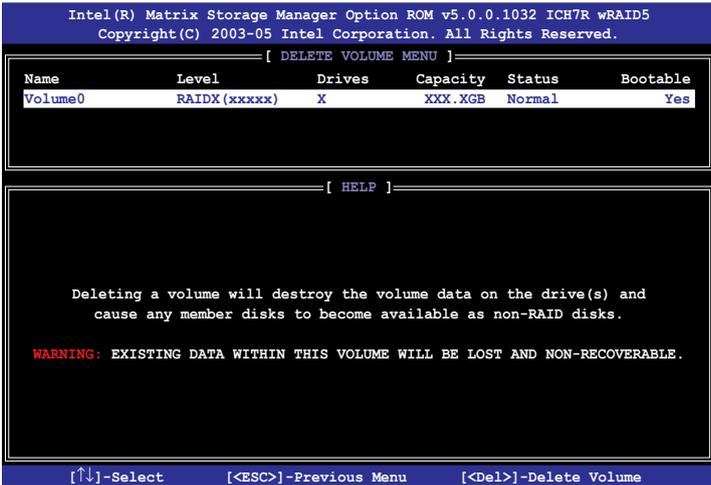 Intel(R) Matrix Storage Manager Option ROM v5.0.0.1032 ICH7R wRAID5
Copyright(C) 2003-05 Intel Corporation. All Rights Reserved.
[ DELETE VOLUME MENU ]
Name Level Drives Capacity Status Bootable
Volume0 RAIDX(xxxxx) X XXX.XGB Normal Yes
[ HELP ]
Deleting a volume will destroy the volume data on the drive(s) and
cause any member disks to become available as non-RAID disks.
WARNING: EXISTING DATA WITHIN THIS VOLUME WILL BE LOST AND NON-RECOVERABLE.
[↑↓]-Select [<ESC>]-Previous Menu [<Del>]-Delete Volume